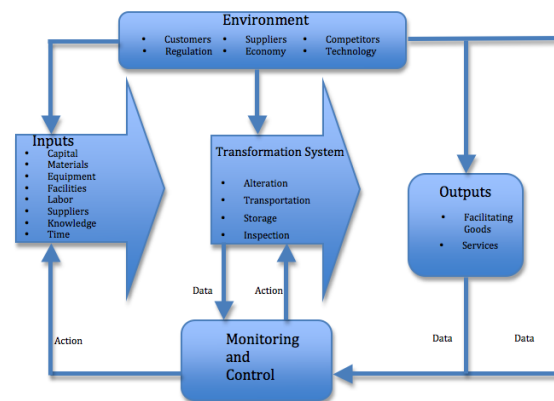 Environment
• Customers • Suppliers • Competitors
• Regulation • Economy • Technology
Inputs
• Capital
• Materials
• Equipment
• Facilities
• Labor
• Suppliers
• Knowledge
• Time
Transformation System
• Alteration
• Transportation
• Storage
• Inspection
Outputs
• Facilitating
Goods
• Services
Data
Action
Action
Monitoring
and
Control
Data
Data